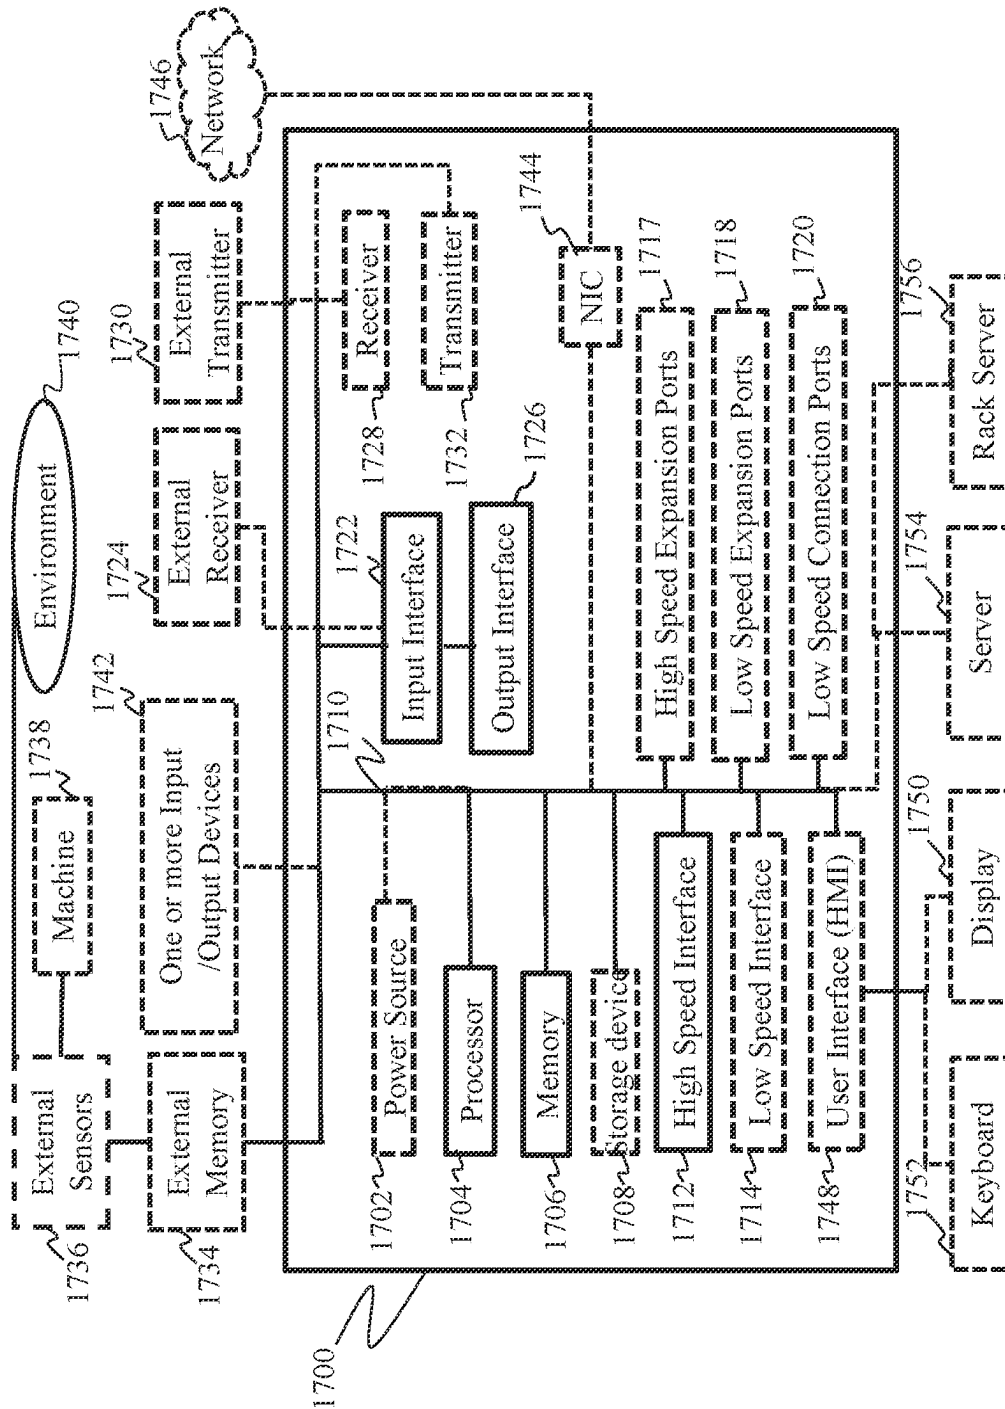 1736
External
Sensors
Machine
1738
Environment
1740
1734
External
Memory
One or more Input
/Output Devices
1742
1724
External
Receiver
1730
External
Transmitter
1746
Network
1700
1702
Power Source
1710
1704
Processor
1706
Memory
1708
Storage device
1712
High Speed Interface
1714
Low Speed Interface
1748
User Interface (HMI)
Input Interface
1722
Output Interface
1726
Receiver
1728
Transmitter
1732
NIC
1744
High Speed Expansion Ports
1717
Low Speed Expansion Ports
1718
Low Speed Connection Ports
1720
1752
Keyboard
1750
Display
1754
Server
1756
Rack Server